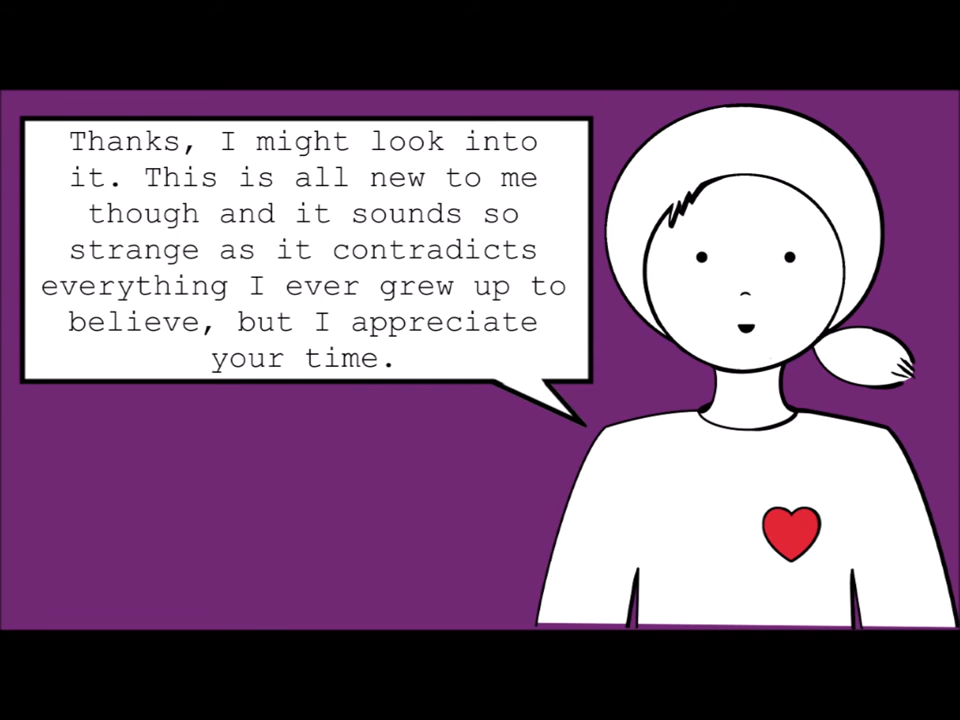 Thanks, I might look into
it. This is all new to me
though and it sounds so
strange as it contradicts
everything I ever grew up to
believe, but I appreciate
your time.